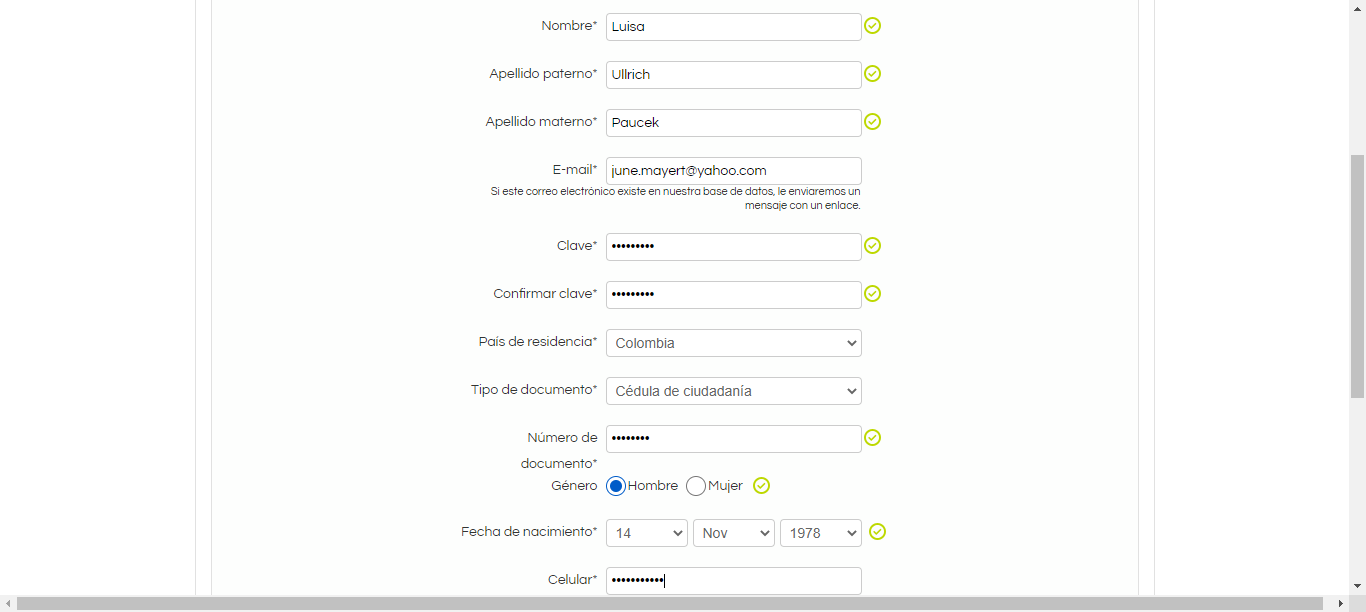 Nombre* Luisa
Apellido paterno* Ullrich
Apellido materno* Paucek
E-mail* june.mayert@yahoo.com
Si este correo electrónico existe en nuestra base de datos, le enviaremos un
mensaje con un enlace.
Clave* •••••••••
Confirmar clave* •••••••••
País de residencia* Colombia
Tipo de documento* Cédula de ciudadanía
Número de ••••••••
documento*
Género Hombre Mujer
Fecha de nacimiento* 14 Nov 1978
Celular* •••••••••••